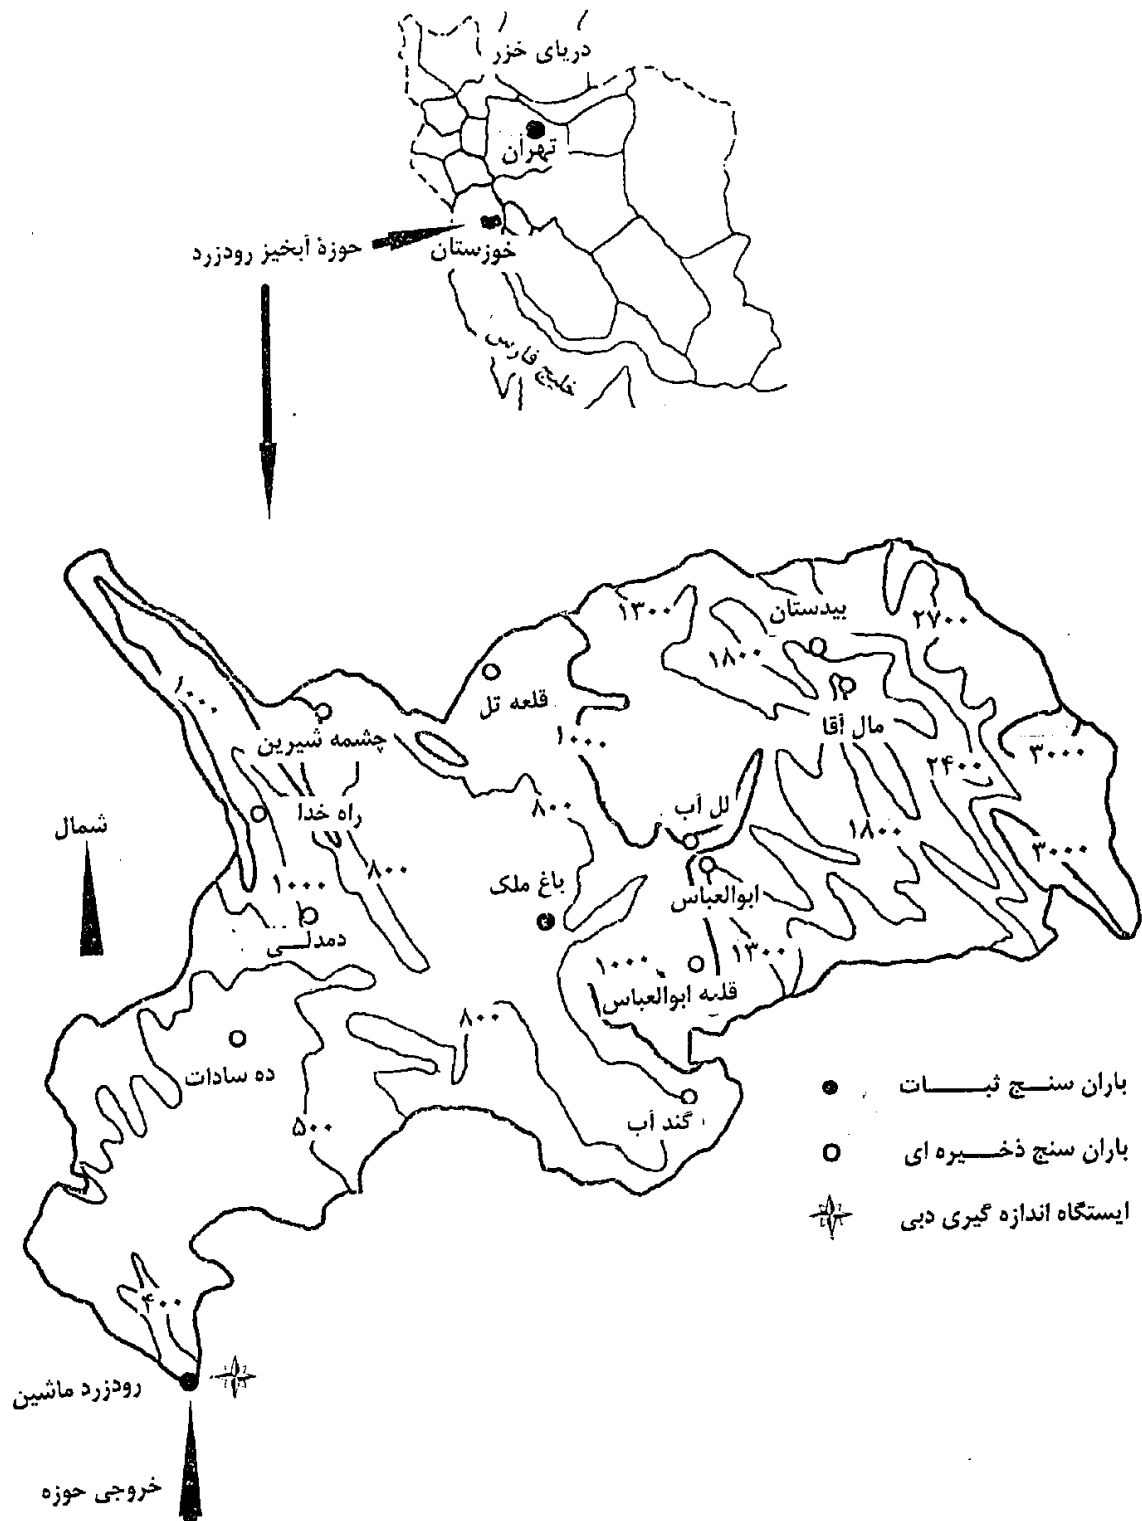 دریای خزر
تهران
حوزهٔ آبخیز رودزرد
خوزستان
خلیج فارس
بیدستان
۱۳۰۰
۲۷۰۰
۱۸۰۰
۱۰۰۰
قلعه تل
مال آقا
چشمه شیرین
۱۰۰۰
۳۰۰۰
۲۴۰۰
راه خدا
۸۰۰
لل آب
شمال
۱۸۰۰
۳۰۰۰
۸۰۰
۱۰۰۰
باغ ملک
ابوالعباس
دمدلی
۱۳۰۰
۱۰۰۰
قلعه ابوالعباس
۸۰۰
ده سادات
۵۰۰
گند آب
باران سنج ثبات
باران سنج ذخیره ای
ایستگاه اندازه گیری دبی
۴۰۰
رودزرد ماشین
خروجی حوزه